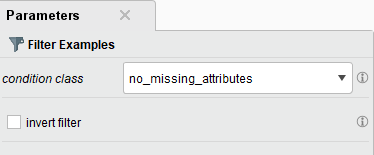 Parameters
Filter Examples
condition class no_missing_attributes
invert filter